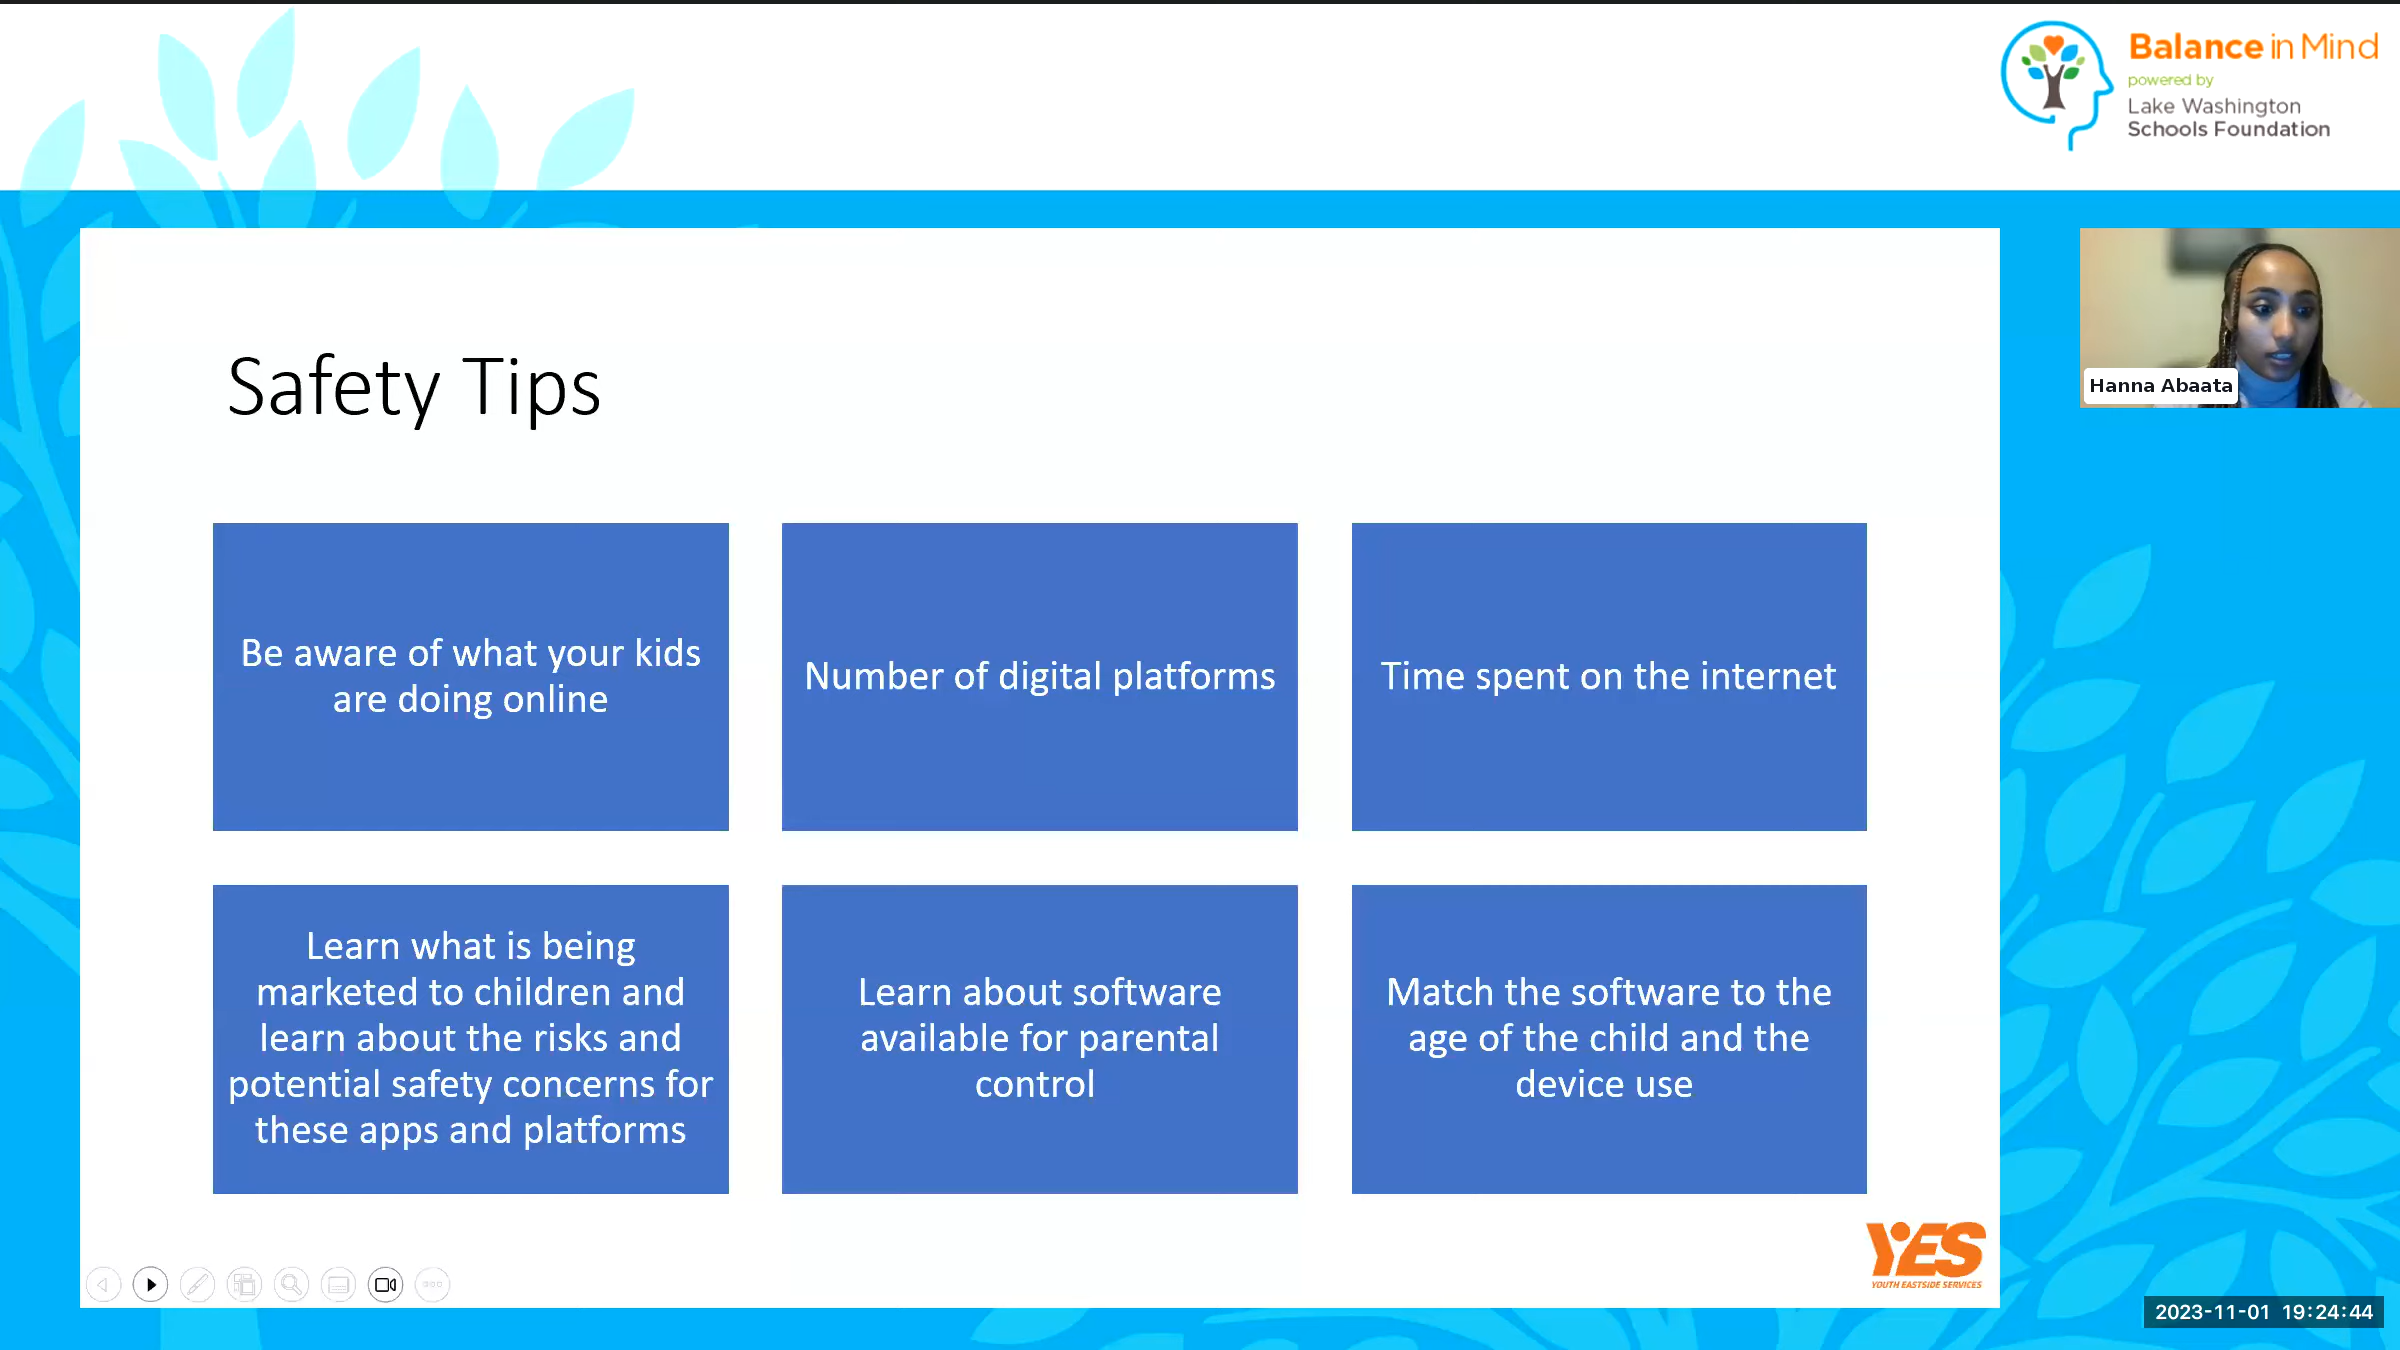 Balance in Mind
powered by
Lake Washington
Schools Foundation
Hanna Abaata
Safety Tips
Be aware of what your kids
are doing online
Number of digital platforms
Time spent on the internet
Learn what is being
marketed to children and
learn about the risks and
potential safety concerns for
these apps and platforms
Learn about software
available for parental
control
Match the software to the
age of the child and the
device use
YES
YOUTH EASTSIDE SERVICES
2023-11-01 19:24:44